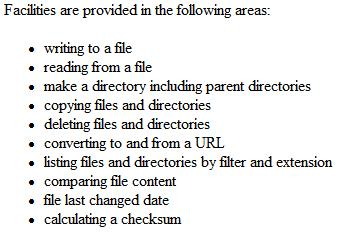 Facilities are provided in the following areas:
• writing to a file
• reading from a file
• make a directory including parent directories
• copying files and directories
• deleting files and directories
• converting to and from a URL
• listing files and directories by filter and extension
• comparing file content
• file last changed date
• calculating a checksum